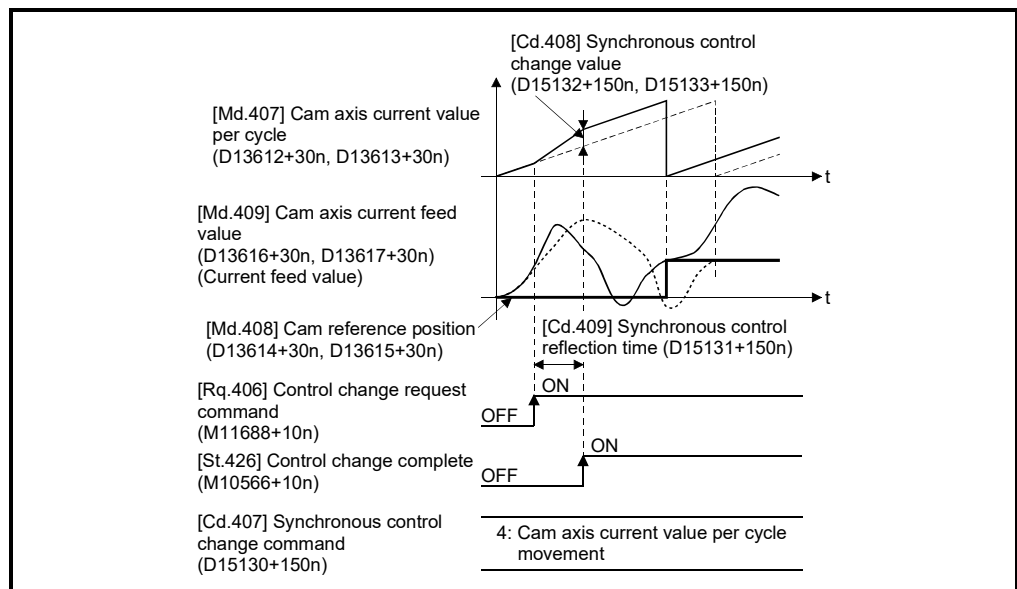 [Cd.408] Synchronous control
change value
(D15132+150n, D15133+150n)
[Md.407] Cam axis current value
per cycle
(D13612+30n, D13613+30n)
t
[Md.409] Cam axis current feed
value
(D13616+30n, D13617+30n)
(Current feed value)
t
[Md.408] Cam reference position
(D13614+30n, D13615+30n)
[Cd.409] Synchronous control
reflection time (D15131+150n)
[Rq.406] Control change request
command
(M11688+10n)
ON
OFF
[St.426] Control change complete
(M10566+10n)
ON
OFF
[Cd.407] Synchronous control
change command
(D15130+150n)
4: Cam axis current value per cycle
movement